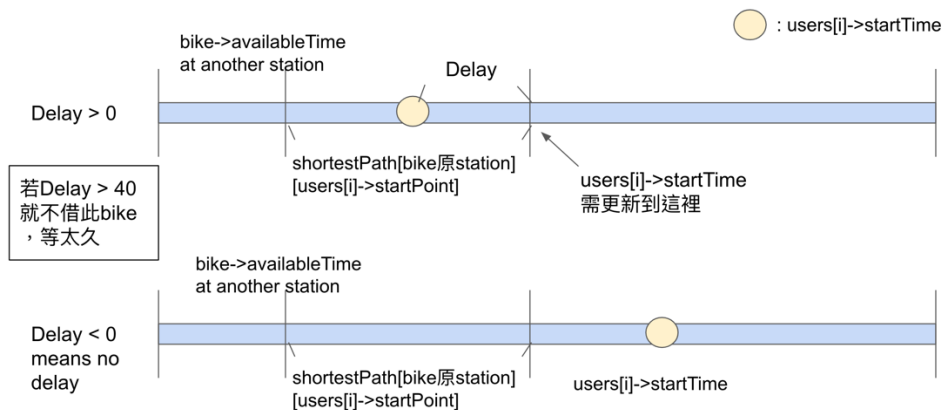 : users[i]->startTime
bike->availableTime
at another station
Delay
Delay > 0
shortestPath[bike原station]
[users[i]->startPoint]
users[i]->startTime
需更新到這裡
若Delay > 40
就不借此bike
，等太久
bike->availableTime
at another station
Delay < 0
means no
delay
shortestPath[bike原station]
[users[i]->startPoint]
users[i]->startTime